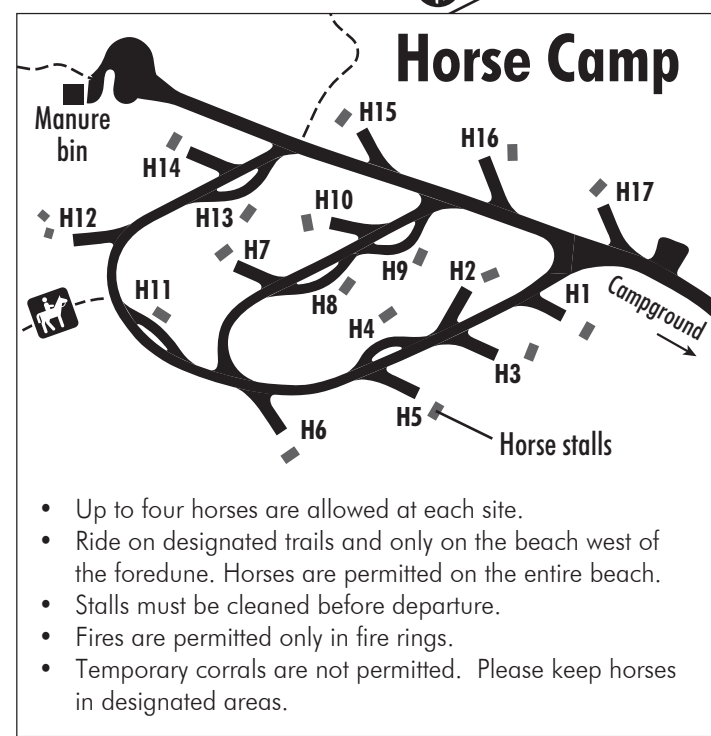 Horse Camp
Manure
bin
H15
H16
H14
H17
H10
H12
H13
H7
H9
H2
H11
H8
H1
Campground
H4
H3
H5
H6
Horse stalls
• Up to four horses are allowed at each site.
• Ride on designated trails and only on the beach west of
the foredune. Horses are permitted on the entire beach.
• Stalls must be cleaned before departure.
• Fires are permitted only in fire rings.
• Temporary corrals are not permitted.  Please keep horses
in designated areas.